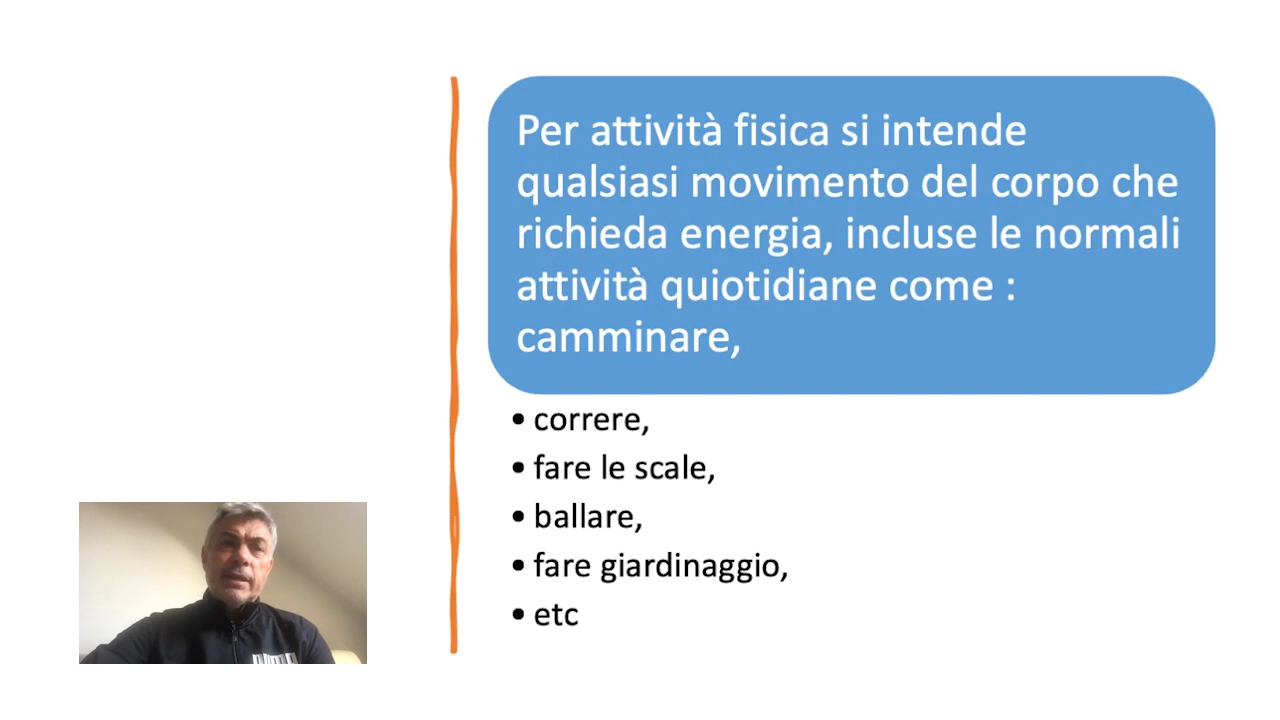 Per attività fisica si intende
qualsiasi movimento del corpo che
richieda energia, incluse le normali
attività quiotidiane come :
camminare,
• correre,
• fare le scale,
• ballare,
• fare giardinaggio,
• etc